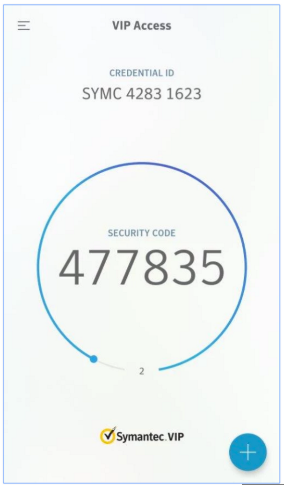 VIP Access
CREDENTIAL ID
SYMC 4283 1623
SECURITY CODE
477835
2
Symantec. VIP